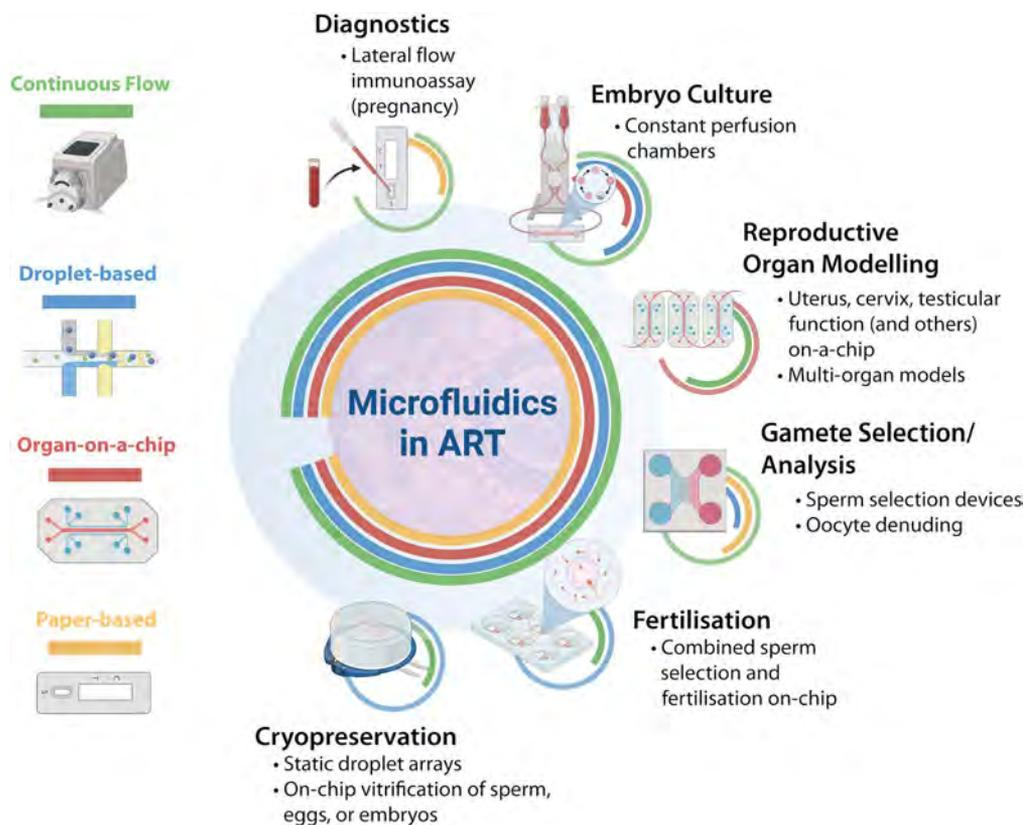 Continuous Flow
Droplet-based
Organ-on-a-chip
Paper-based
Microfluidics
in ART
Diagnostics
• Lateral flow
immunoassay
(pregnancy)
Embryo Culture
• Constant perfusion
chambers
Reproductive
Organ Modelling
• Uterus, cervix, testicular
function (and others)
on-a-chip
• Multi-organ models
Gamete Selection/
Analysis
• Sperm selection devices
• Oocyte denuding
Fertilisation
• Combined sperm
selection and
fertilisation on-chip
Cryopreservation
• Static droplet arrays
• On-chip vitrification of sperm,
eggs, or embryos